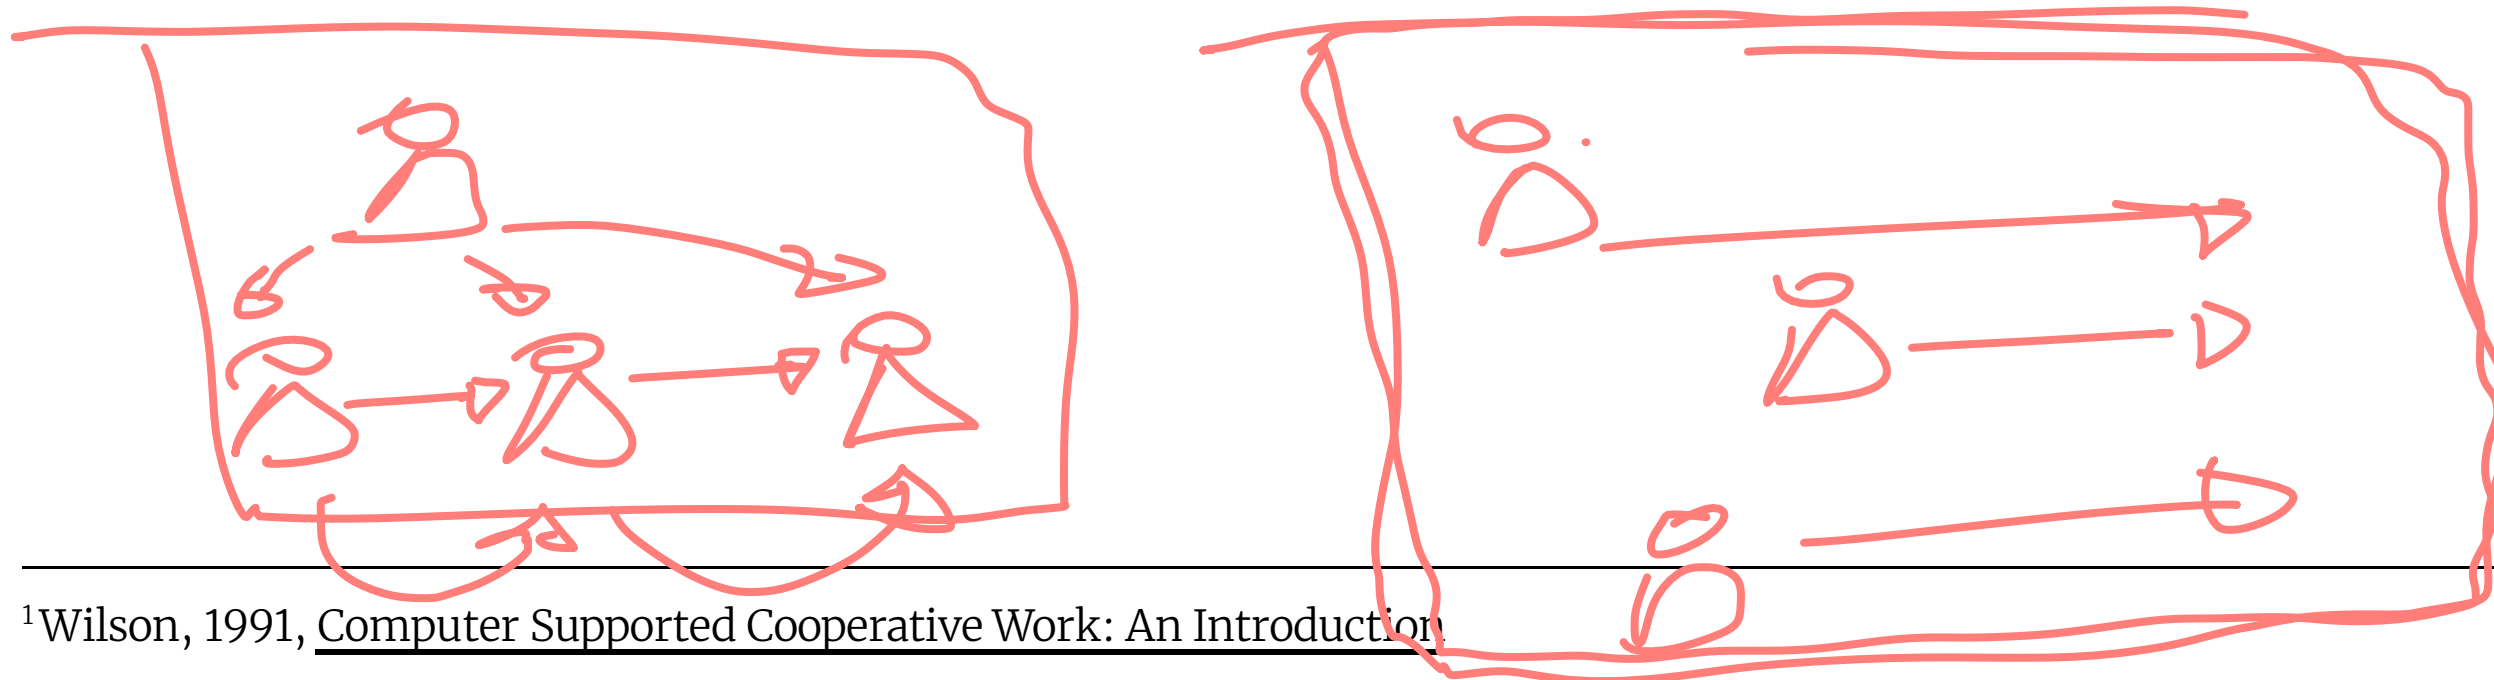 ¹Wilson, 1991, Computer Supported Cooperative Work: An Introduction